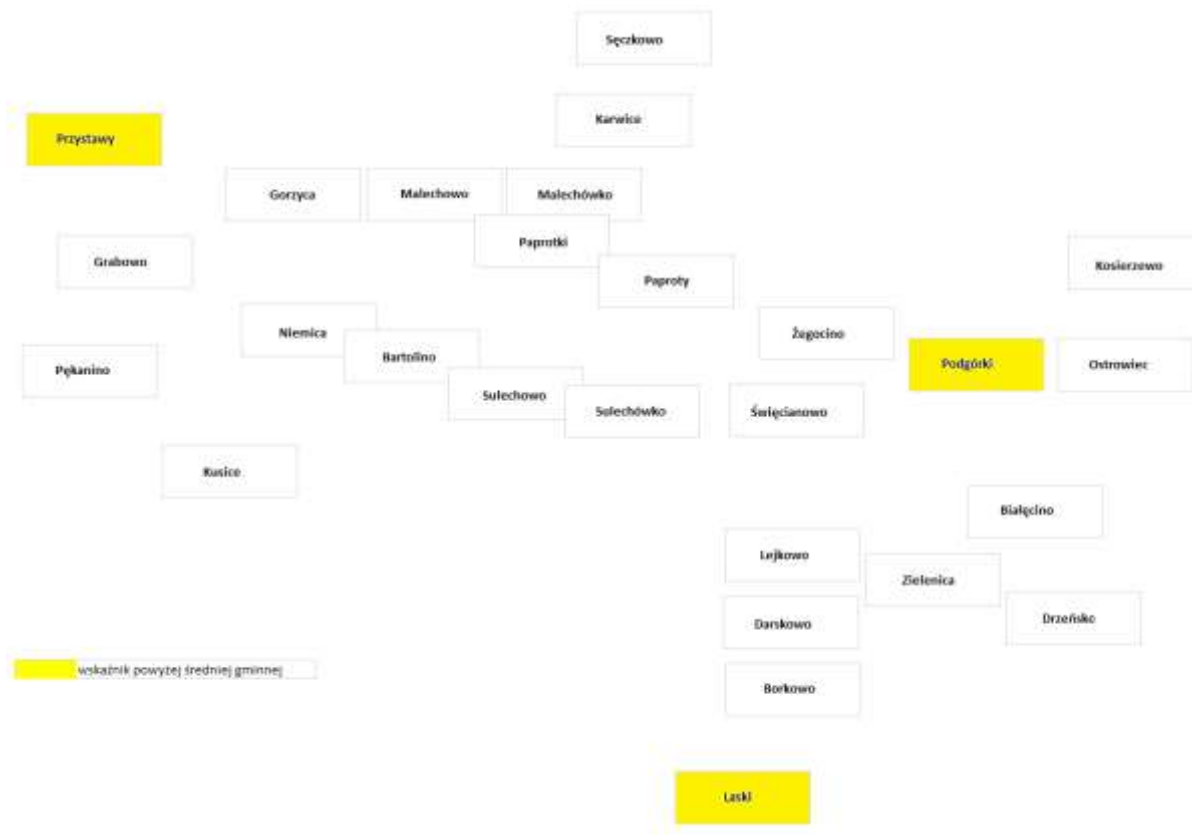 Sęczkowo
Karwice
Przystawy
Gorzyca
Malechowo
Malechówko
Paprotki
Grabowo
Paproty
Kosierzewo
Niemica
Żegocino
Bartolino
Podgórki
Ostrowiec
Pękanino
Sulechowo
Sulechówko
Święcianowo
Kusice
Białęcino
Lejkowo
Zielenica
Darskowo
Drzeńsko
wskaźnik powyżej średniej gminnej
Borkowo
Laski